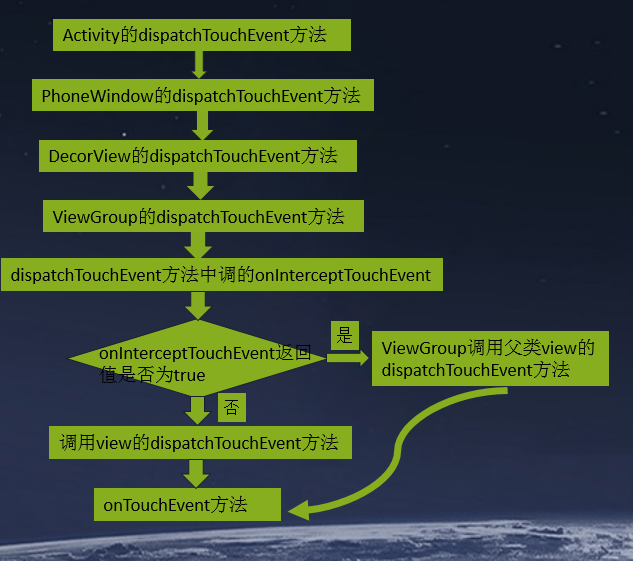 Activity的dispatchTouchEvent方法
PhoneWindow的dispatchTouchEvent方法
DecorView的dispatchTouchEvent方法
ViewGroup的dispatchTouchEvent方法
dispatchTouchEvent方法中调的onInterceptTouchEvent
onInterceptTouchEvent返回
值是否为true
是
ViewGroup调用父类view的
dispatchTouchEvent方法
否
调用view的dispatchTouchEvent方法
onTouchEvent方法